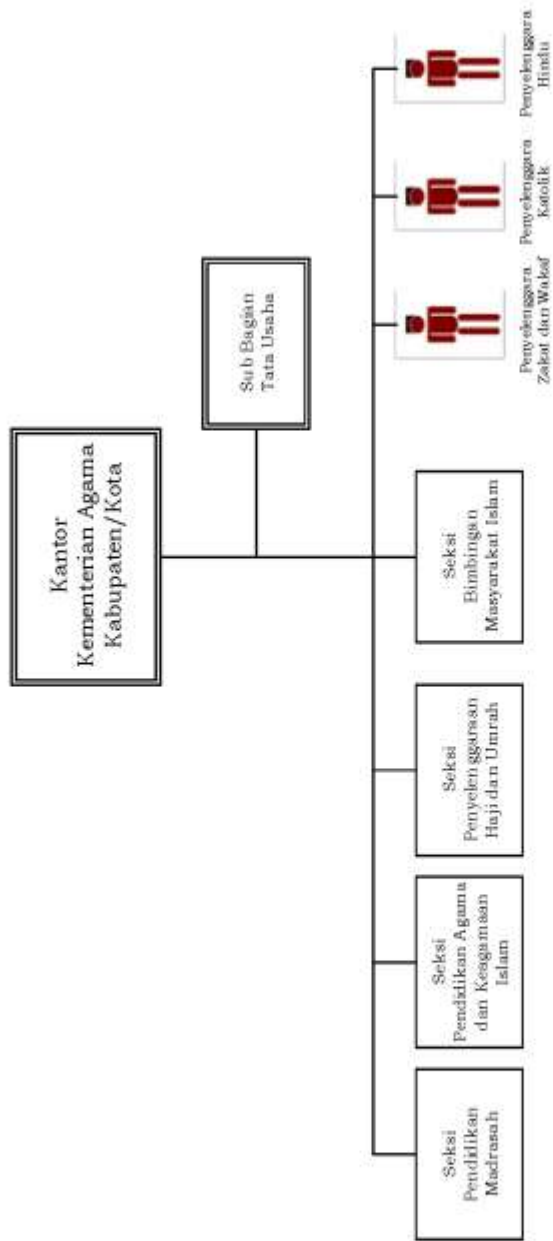 Kantor
Kementerian Agama
Kabupaten/Kota
Sub Bagian
Tata Usaha
Seksi
Pendidikan
Madrasah
Seksi
Pendidikan Agama
dan Keagamaan
Islam
Seksi
Penyelenggaraan
Haji dan Umrah
Seksi
Bimbingan
Masyarakat Islam
Penyelenggara
Zakat dan Wakaf
Penyelenggara
Katolik
Penyelenggara
Hindu